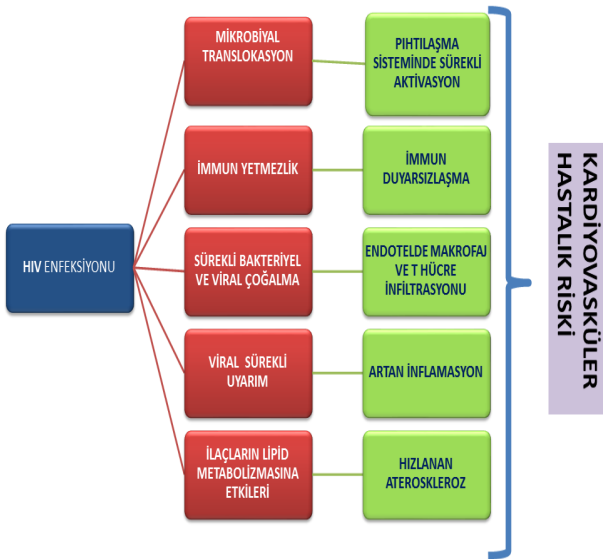 MİKROBİYAL
TRANSLOKASYON
PIHTILAŞMA
SİSTEMİNDE SÜREKLİ
AKTİVASYON
İMMUN YETMEZLİK
İMMUN
DUYARSIZLAŞMA
HIV ENFEKSİYONU
SÜREKLİ BAKTERİYEL
VE VİRAL ÇOĞALMA
ENDOTELDE MAKROFAJ
VE T HÜCRE
İNFİLTRASYONU
VİRAL SÜREKLİ
UYARIM
ARTAN İNFLAMASYON
İLAÇLARIN LİPİD
METABOLİZMASINA
ETKİLERİ
HIZLANAN
ATEROSKLEROZ
KARDİYOVASKÜLER
HASTALIK RİSKİ